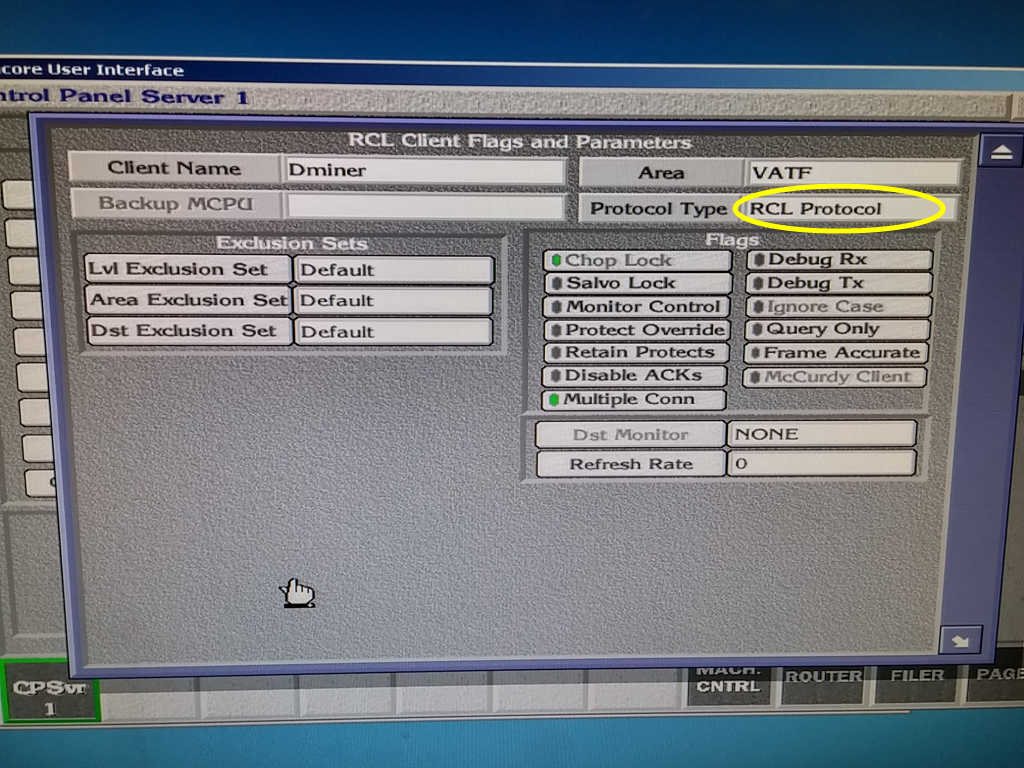 core User Interface
ntrol Panel Server 1
RCL Client Flags and Parameters
Client Name Dminer Area VATF
Backup MCPU Protocol Type RCL Protocol
Exclusion Sets
Lvl Exclusion Set Default
Area Exclusion Set Default
Dst Exclusion Set Default
Flags
Chop Lock Debug Rx
Salvo Lock Debug Tx
Monitor Control Ignore Case
Protect Override Query Only
Retain Protects Frame Accurate
Disable ACKs McCurdy Client
Multiple Conn
Dst Monitor NONE
Refresh Rate 0
CPSvr
1
MACH.
CNTRL
ROUTER
FILER
PAGE